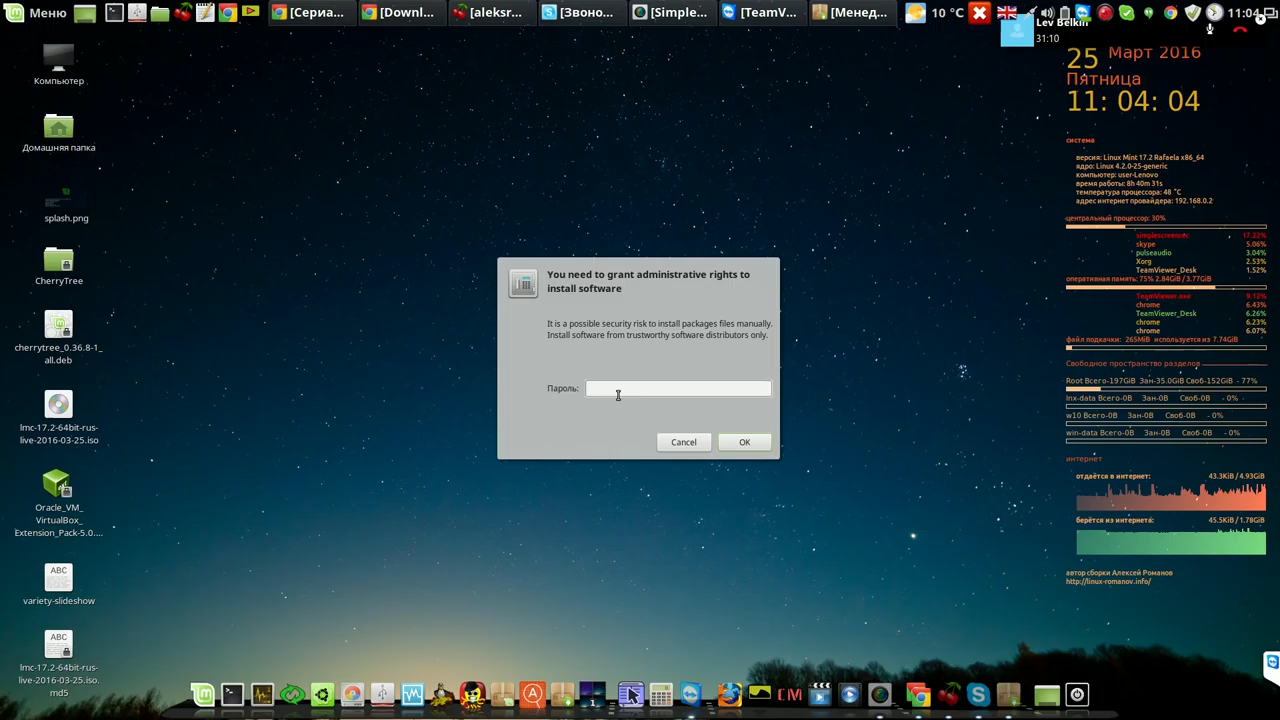 Меню
[Сериа...
[Downl...
[aleksr...
[Звоно...
[Simple...
[TeamV...
[Менед...
10 °C
11:04
Lev Belkin
31:10
25 Март 2016
Пятница
11: 04: 04
система
версия: Linux Mint 17.2 Rafaela x86_64
ядро: Linux 4.2.0-25-generic
компьютер: user-Lenovo
время работы: 8h 40m 31s
температура процессора: 48 °C
адрес интернет провайдера: 192.168.0.2
центральный процессор: 30%
simplescreenrec 17.22%
skype 5.06%
pulseaudio 3.04%
Xorg 2.53%
TeamViewer_Desk 1.52%
оперативная память: 75% 2.84GiB / 3.77GiB
TeamViewer.exe 9.12%
chrome 6.43%
TeamViewer_Desk 6.26%
chrome 6.23%
chrome 6.07%
файл подкачки: 265MiB используется из 7.74GiB
Свободное пространство разделов
Root Всего-197GiB Зан-35.0GiB Своб-152GiB - 77%
lnx-data Всего-0B Зан-0B Своб-0B - 0%
w10 Всего-0B Зан-0B Своб-0B - 0%
win-data Всего-0B Зан-0B Своб-0B - 0%
интернет
отдаётся в интернет: 43.3KiB / 4.93GiB
берётся из интернета: 45.5KiB / 1.78GiB
автор сборки Алексей Романов
http://linux-romanov.info/
Компьютер
Домашняя папка
splash.png
CherryTree
cherrytree_0.36.8-1_
all.deb
lmc-17.2-64bit-rus-
live-2016-03-25.iso
Oracle_VM_
VirtualBox_
Extension_Pack-5.0....
ABC
variety-slideshow
ABC
lmc-17.2-64bit-rus-
live-2016-03-25.iso.
md5
You need to grant administrative rights to
install software
It is a possible security risk to install packages files manually.
Install software from trustworthy software distributors only.
Пароль:
Cancel
OK